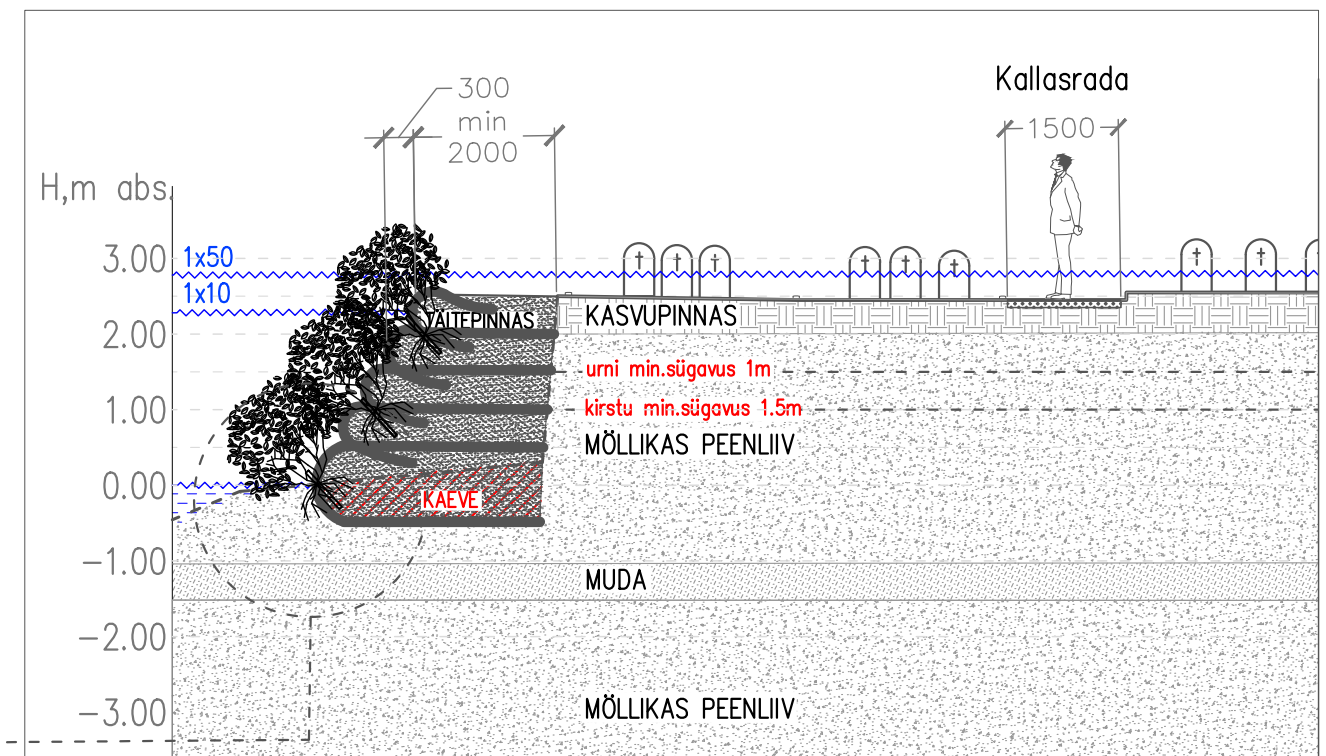 Kallasrada
300
min
2000
1500
H,m abs.
3.00
1x50
1x10
2.00
1.00
0.00
-1.00
-2.00
-3.00
TÄITEPINNAS
KASVUPINNAS
urni min.sügavus 1m
kirstu min.sügavus 1.5m
MÖLLIKAS PEENLIIV
KAEVE
MUDA
MÖLLIKAS PEENLIIV